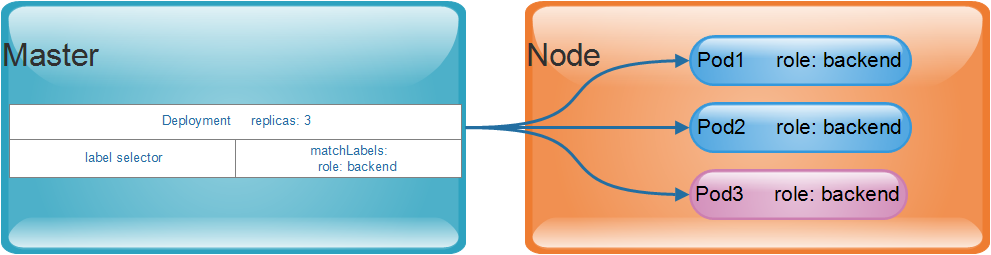 Master
Deployment replicas: 3
label selector
matchLabels:
role: backend
Node
Pod1 role: backend
Pod2 role: backend
Pod3 role: backend